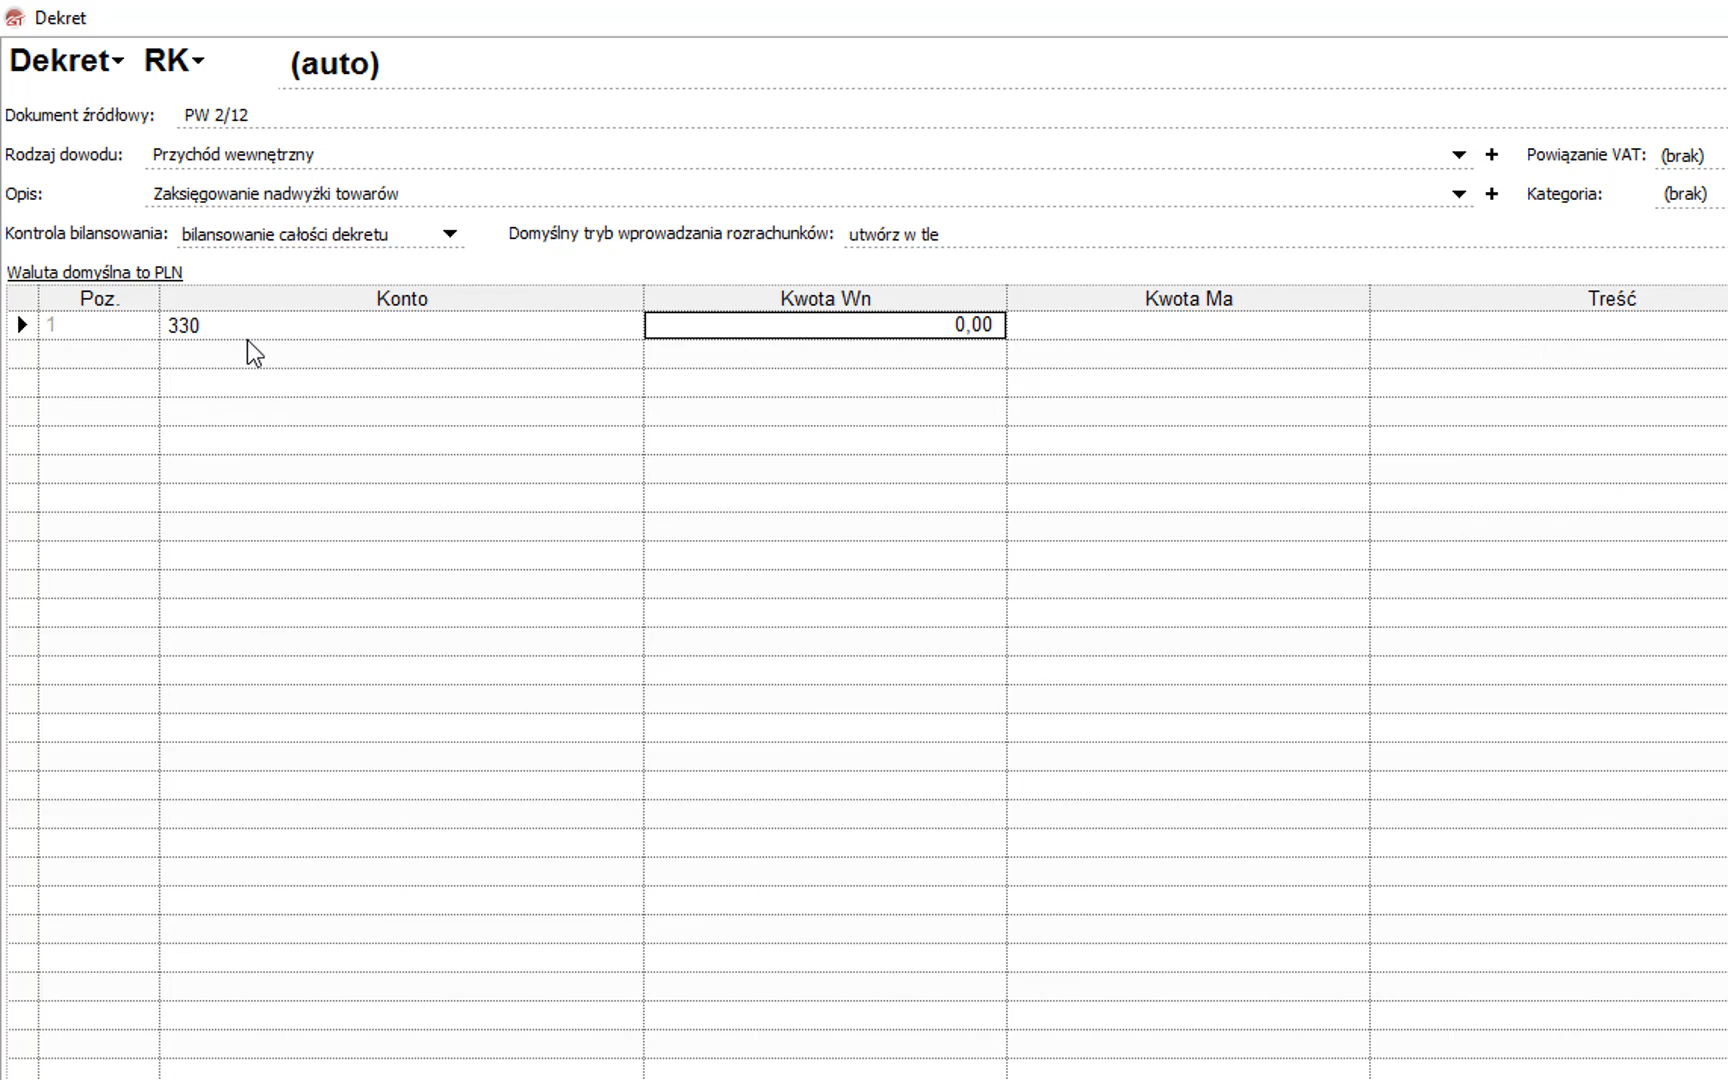 Dekret
Dekret RK (auto)
Dokument źródłowy: PW 2/12
Rodzaj dowodu: Przychód wewnętrzny + Powiązanie VAT: (brak)
Opis: Zaksięgowanie nadwyżki towarów + Kategoria: (brak)
Kontrola bilansowania: bilansowanie całości dekretu Domyślny tryb wprowadzania rozrachunków: utwórz w tle
Waluta domyślna to PLN
Poz. Konto Kwota Wn Kwota Ma Treść
1 330 0,00